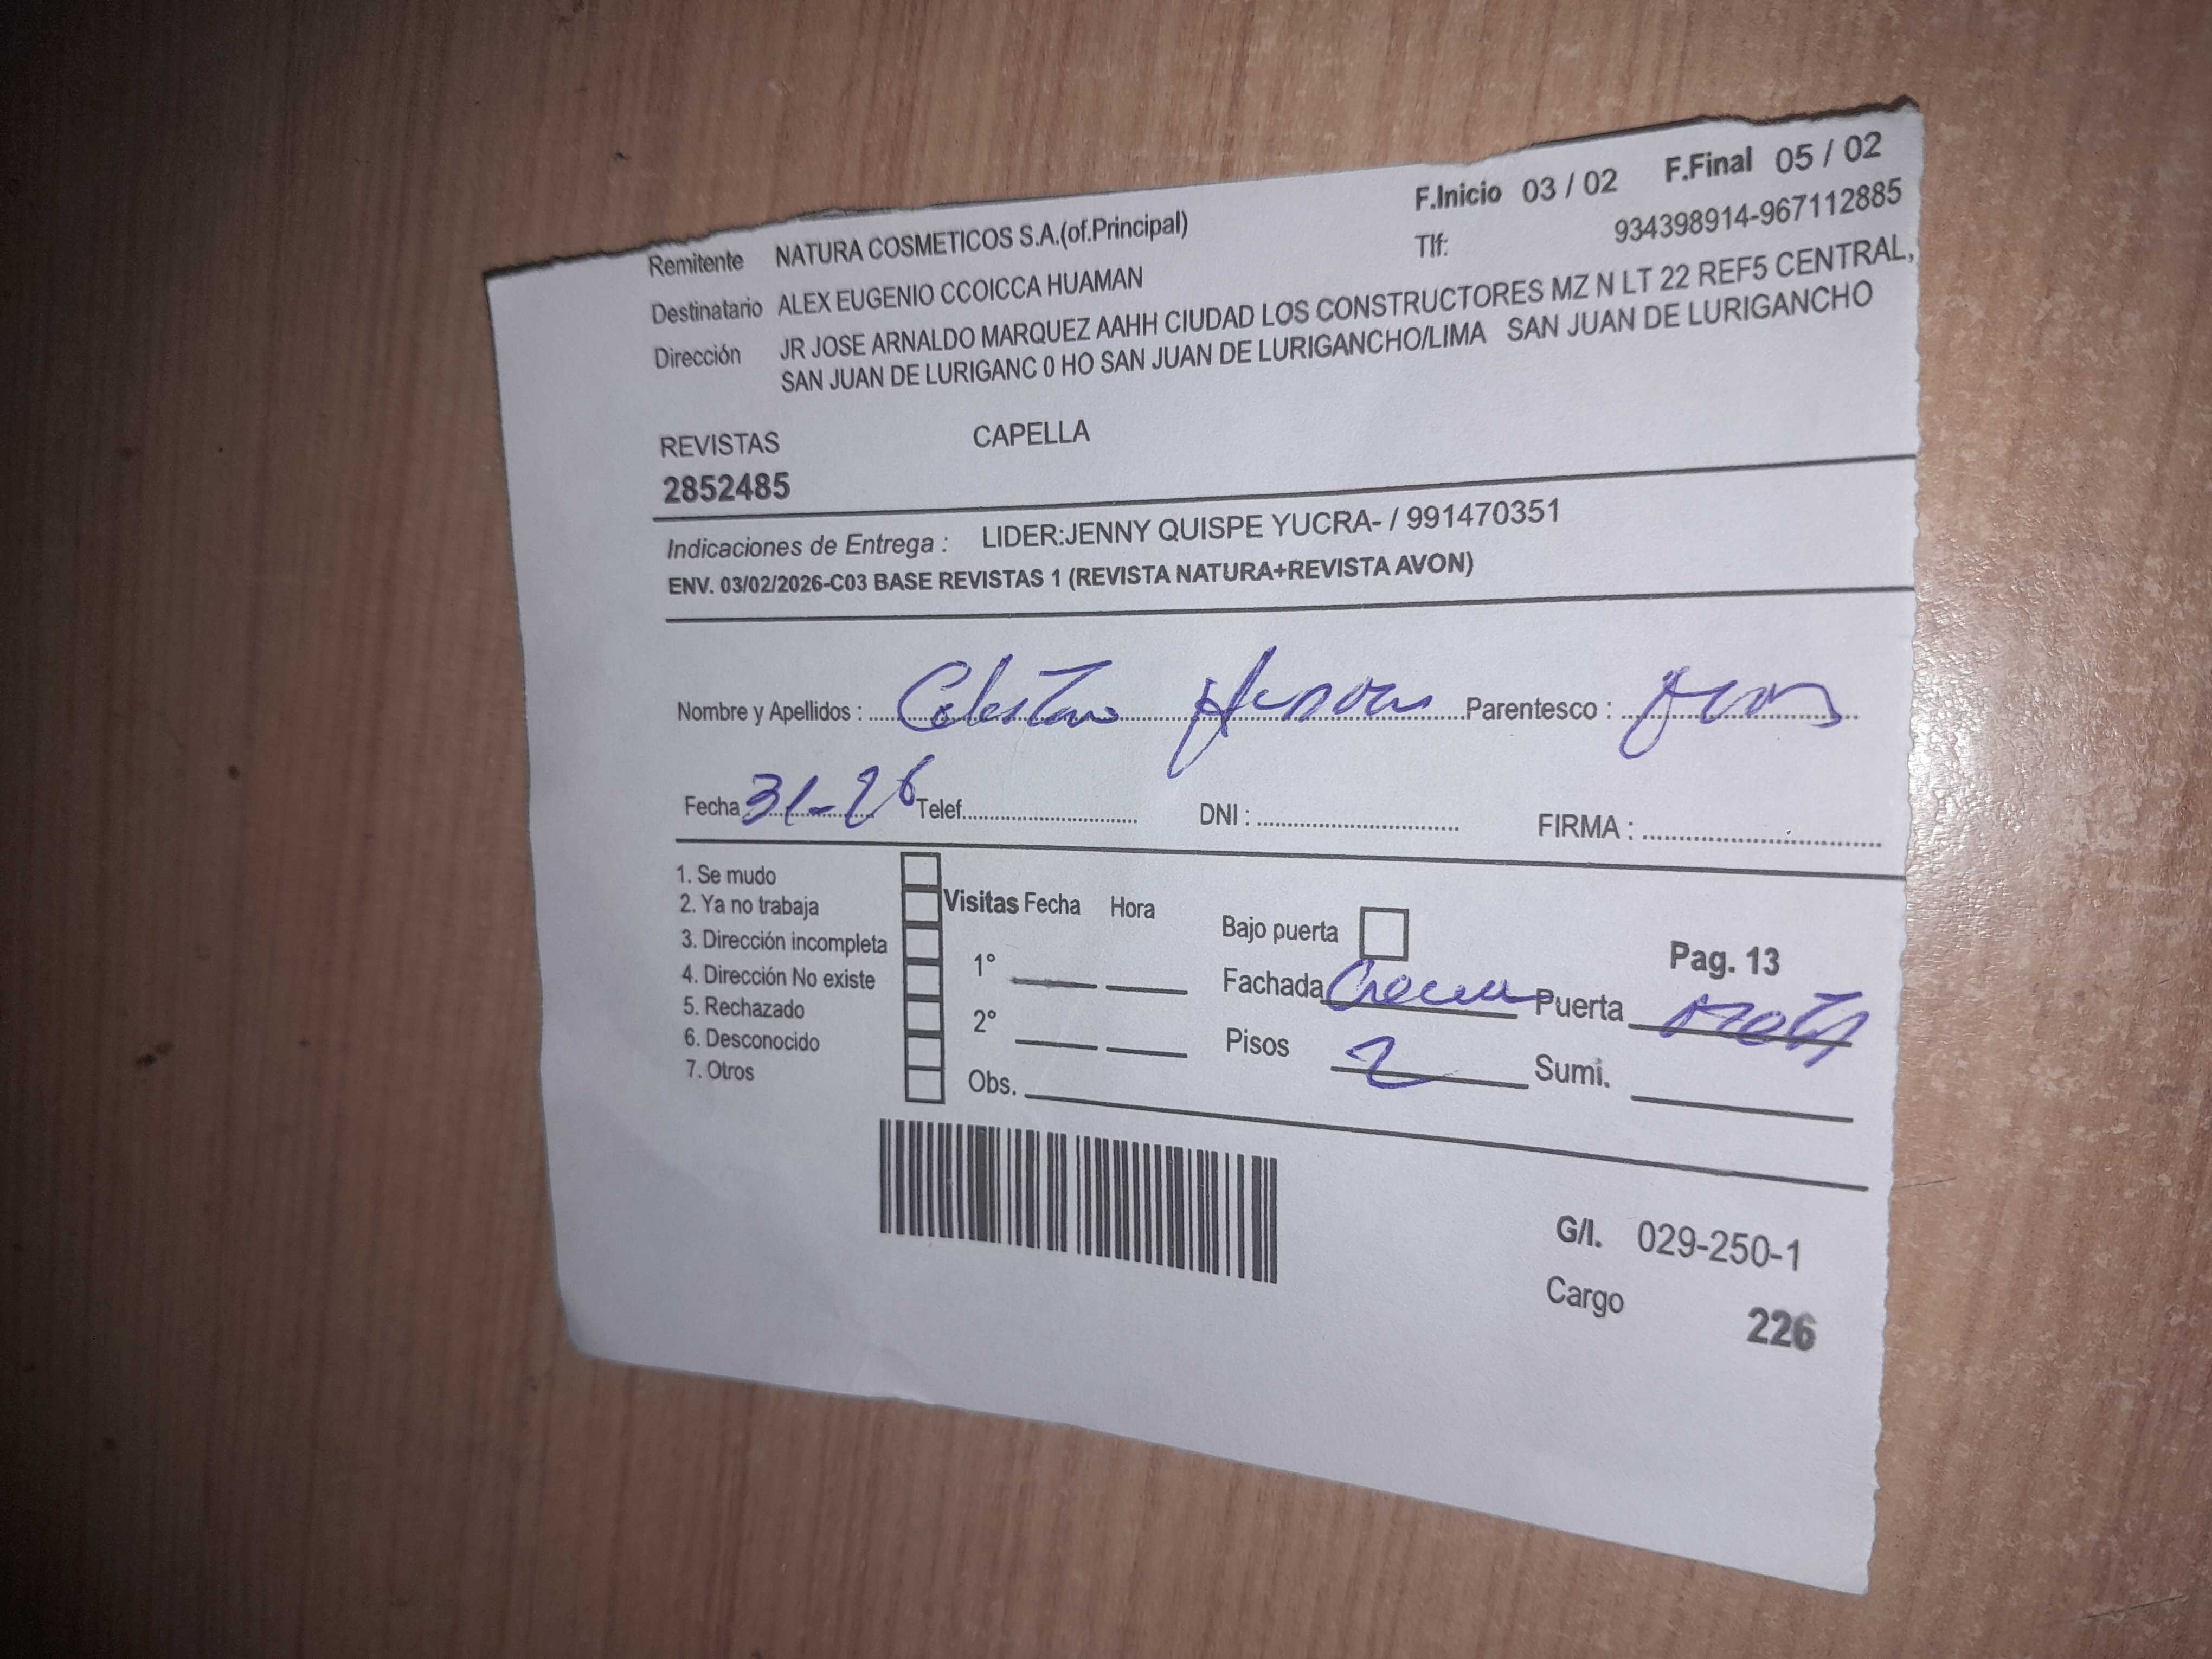 F.Inicio 03 / 02 F.Final 05 / 02
Remitente NATURA COSMETICOS S.A.(of.Principal) Tlf: 934398914-967112885
Destinatario ALEX EUGENIO CCOICCA HUAMAN
Dirección JR JOSE ARNALDO MARQUEZ AAHH CIUDAD LOS CONSTRUCTORES MZ N LT 22 REF5 CENTRAL,
SAN JUAN DE LURIGANC 0 HO SAN JUAN DE LURIGANCHO/LIMA SAN JUAN DE LURIGANCHO
REVISTAS CAPELLA
2852485
Indicaciones de Entrega : LIDER:JENNY QUISPE YUCRA- / 991470351
ENV. 03/02/2026-C03 BASE REVISTAS 1 (REVISTA NATURA+REVISTA AVON)
Nombre y Apellidos : Parentesco :
Fecha 31-26 Telef. DNI : FIRMA :
1. Se mudo
2. Ya no trabaja Visitas Fecha Hora Bajo puerta
3. Dirección incompleta 1° Pag. 13
4. Dirección No existe Fachada Crema Puerta
5. Rechazado 2°
6. Desconocido Pisos 2 Sumi.
7. Otros Obs.
G/I. 029-250-1
Cargo 226